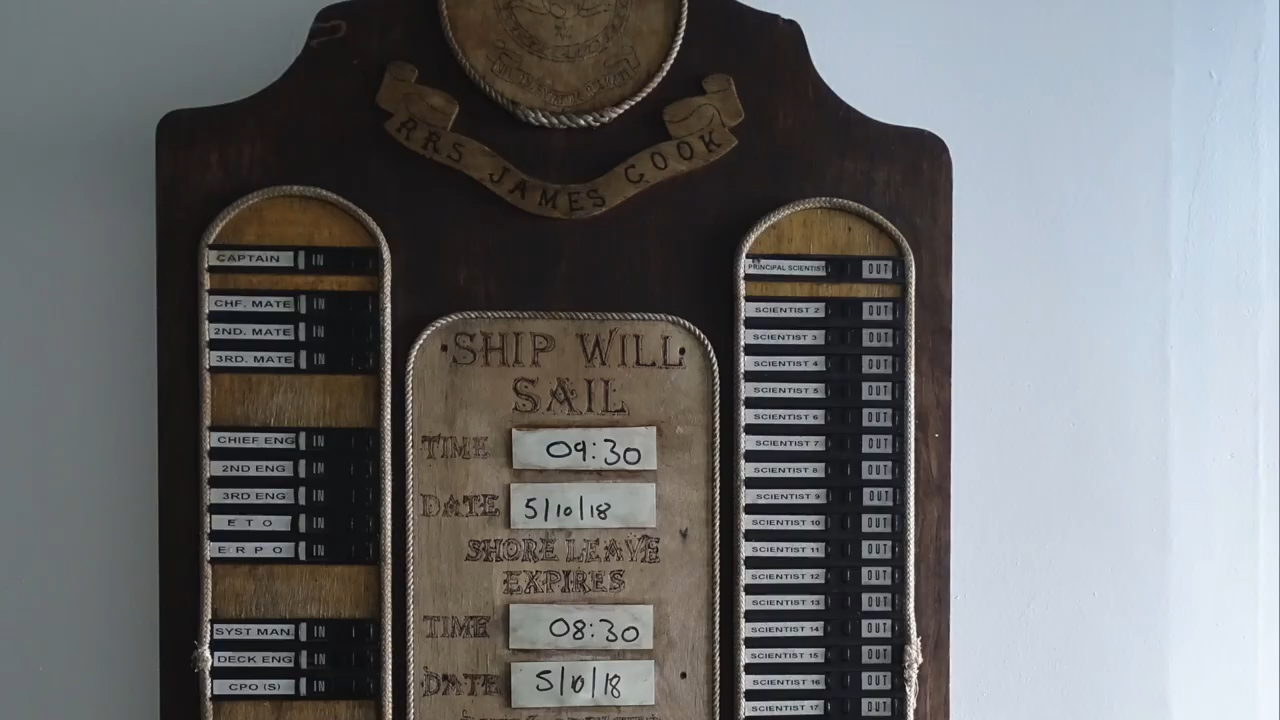 RRS JAMES COOK
CAPTAIN IN
CHF. MATE IN
2ND. MATE IN
3RD. MATE IN
CHIEF ENG IN
2ND ENG IN
3RD ENG IN
E T O IN
E R P O IN
SYST MAN. IN
DECK ENG IN
CPO (S) IN
SHIP WILL
SAIL
TIME 09:30
DATE 5/10/18
SHORE LEAVE
EXPIRES
TIME 08:30
DATE 5/10/18
PRINCIPAL SCIENTIST OUT
SCIENTIST 2 OUT
SCIENTIST 3 OUT
SCIENTIST 4 OUT
SCIENTIST 5 OUT
SCIENTIST 6 OUT
SCIENTIST 7 OUT
SCIENTIST 8 OUT
SCIENTIST 9 OUT
SCIENTIST 10 OUT
SCIENTIST 11 OUT
SCIENTIST 12 OUT
SCIENTIST 13 OUT
SCIENTIST 14 OUT
SCIENTIST 15 OUT
SCIENTIST 16 OUT
SCIENTIST 17 OUT